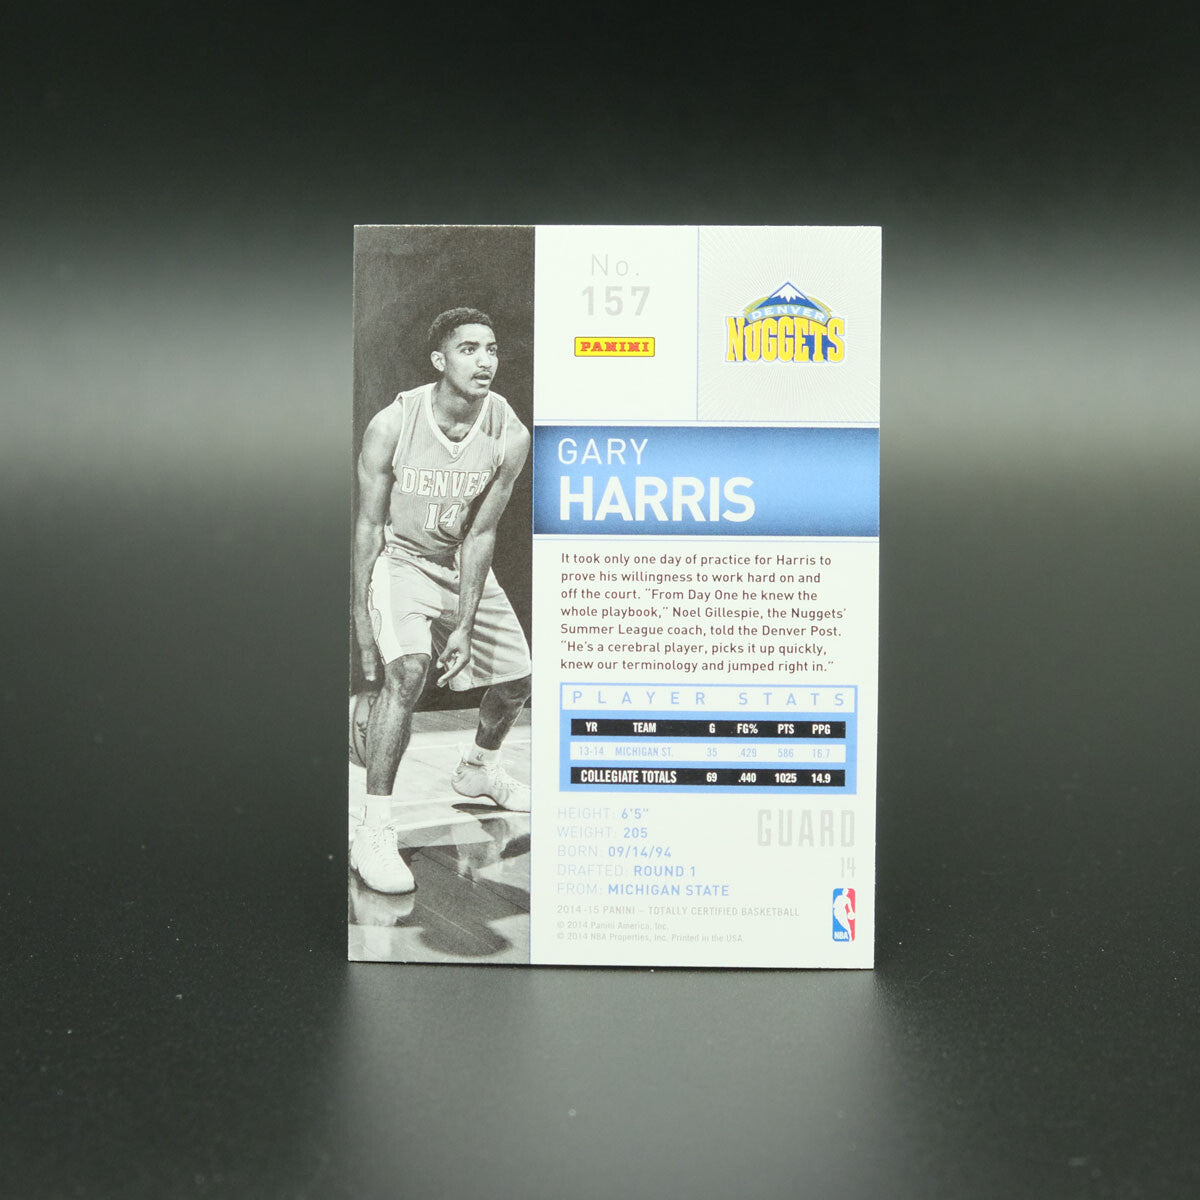 No.
157
PANINI
DENVER
NUGGETS
DENVER
14
GARY
HARRIS
It took only one day of practice for Harris to
prove his willingness to work hard on and
off the court. "From Day One he knew the
whole playbook," Noel Gillespie, the Nuggets'
Summer League coach, told the Denver Post.
"He's a cerebral player, picks it up quickly,
knew our terminology and jumped right in."
PLAYER STATS
YR TEAM G FG% PTS PPG
13-14 MICHIGAN ST. 35 .429 586 16.7
COLLEGIATE TOTALS 69 .440 1025 14.9
HEIGHT: 6'5"
WEIGHT: 205
BORN: 09/14/94
DRAFTED: ROUND 1
FROM: MICHIGAN STATE
GUARD
14
2014-15 PANINI – TOTALLY CERTIFIED BASKETBALL
© 2014 Panini America, Inc.
© 2014 NBA Properties, Inc. Printed in the USA.
NBA